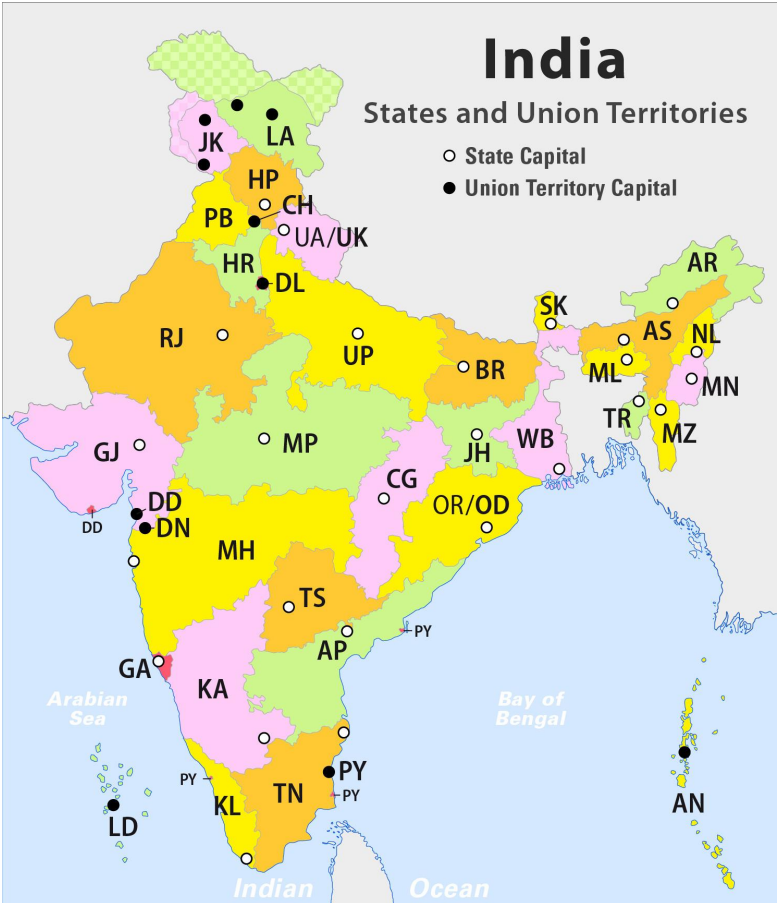 India
States and Union Territories
State Capital
Union Territory Capital
JK
LA
HP
CH
PB
UA/UK
HR
DL
AR
SK
RJ
UP
BR
AS
NL
ML
MN
TR
MZ
GJ
MP
JH
WB
CG
DD
DD
DN
OR/OD
MH
TS
AP
PY
GA
KA
Arabian
Sea
Bay of
Bengal
PY
KL
TN
PY
PY
LD
AN
Indian Ocean